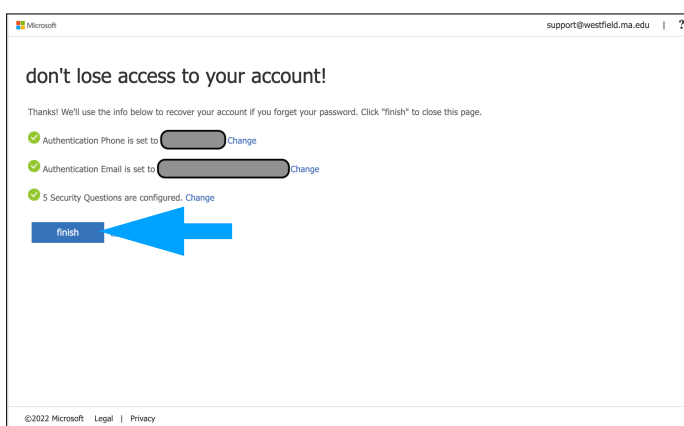 Microsoft
support@westfield.ma.edu | ?
don't lose access to your account!
Thanks! We'll use the info below to recover your account if you forget your password. Click "finish" to close this page.
Authentication Phone is set to Change
Authentication Email is set to Change
5 Security Questions are configured. Change
finish
©2022 Microsoft Legal | Privacy